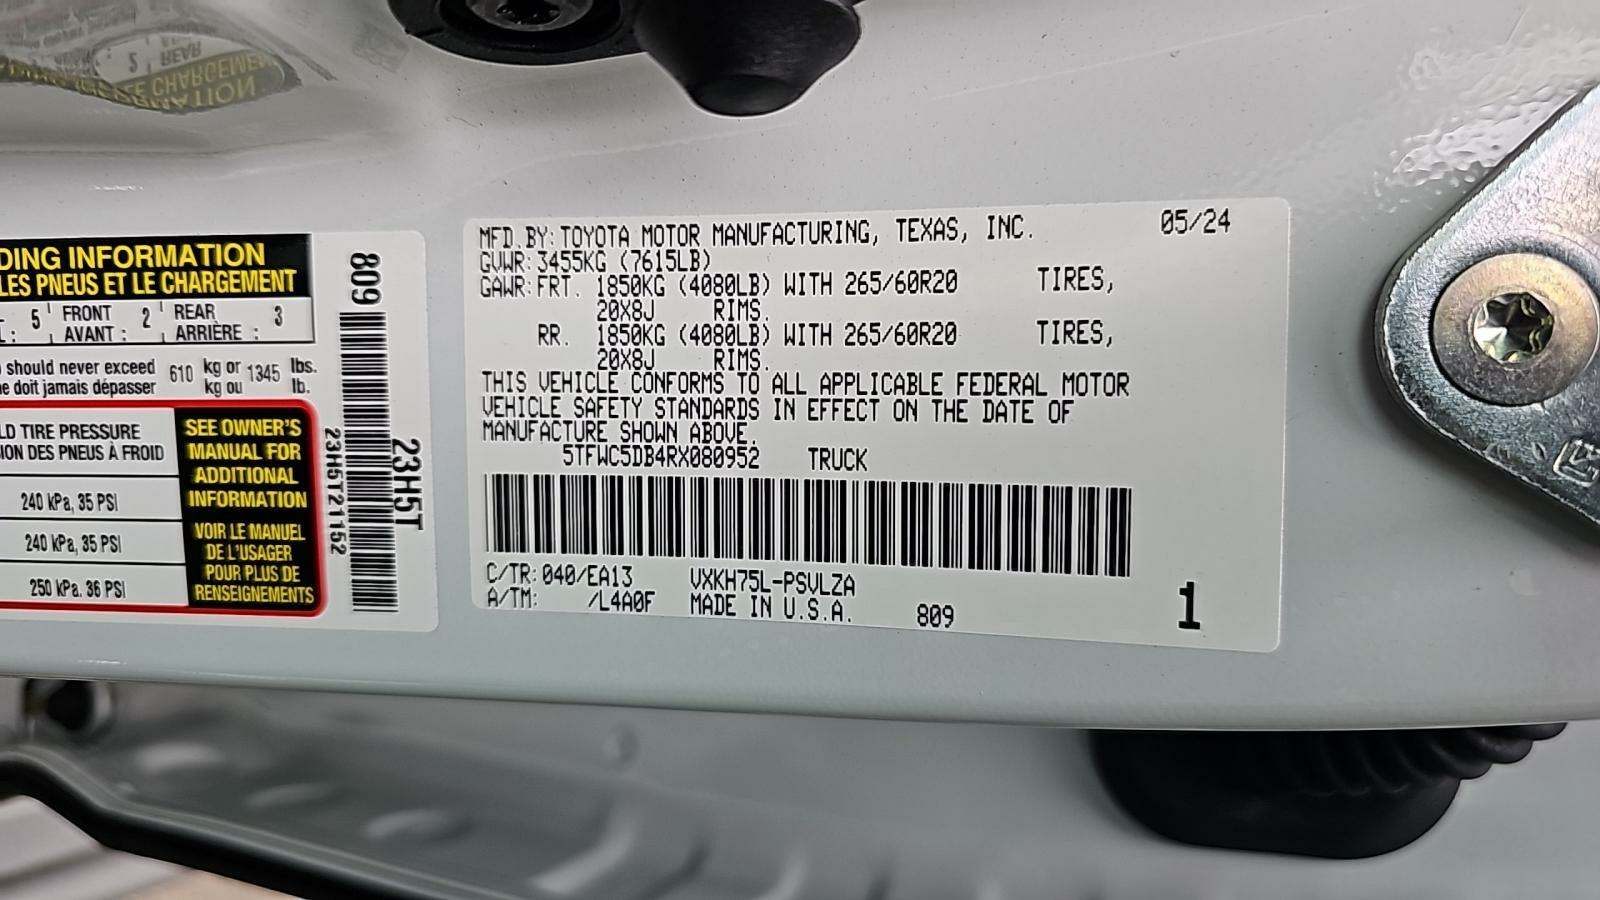 DING INFORMATION
LES PNEUS ET LE CHARGEMENT
5 FRONT AVANT : 2 REAR ARRIÈRE : 3
should never exceed 610 kg or 1345 lbs.
doit jamais dépasser kg ou lb.
LD TIRE PRESSURE
ION DES PNEUS À FROID
240 kPa, 35 PSI
240 kPa, 35 PSI
250 kPa. 36 PSI
SEE OWNER'S
MANUAL FOR
ADDITIONAL
INFORMATION
VOIR LE MANUEL
DE L'USAGER
POUR PLUS DE
RENSEIGNEMENTS
809
23H5T21152
23H5T
MFD.BY:TOYOTA MOTOR MANUFACTURING, TEXAS, INC. 05/24
GVWR:3455KG (7615LB)
GAWR:FRT. 1850KG (4080LB) WITH 265/60R20 TIRES,
20X8J RIMS.
RR. 1850KG (4080LB) WITH 265/60R20 TIRES,
20X8J RIMS.
THIS VEHICLE CONFORMS TO ALL APPLICABLE FEDERAL MOTOR
VEHICLE SAFETY STANDARDS IN EFFECT ON THE DATE OF
MANUFACTURE SHOWN ABOVE.
5TFWC5DB4RX080952 TRUCK
C/TR:040/EA13 VXKH75L-PSVLZA
A/TM: /L4A0F MADE IN U.S.A. 809
1